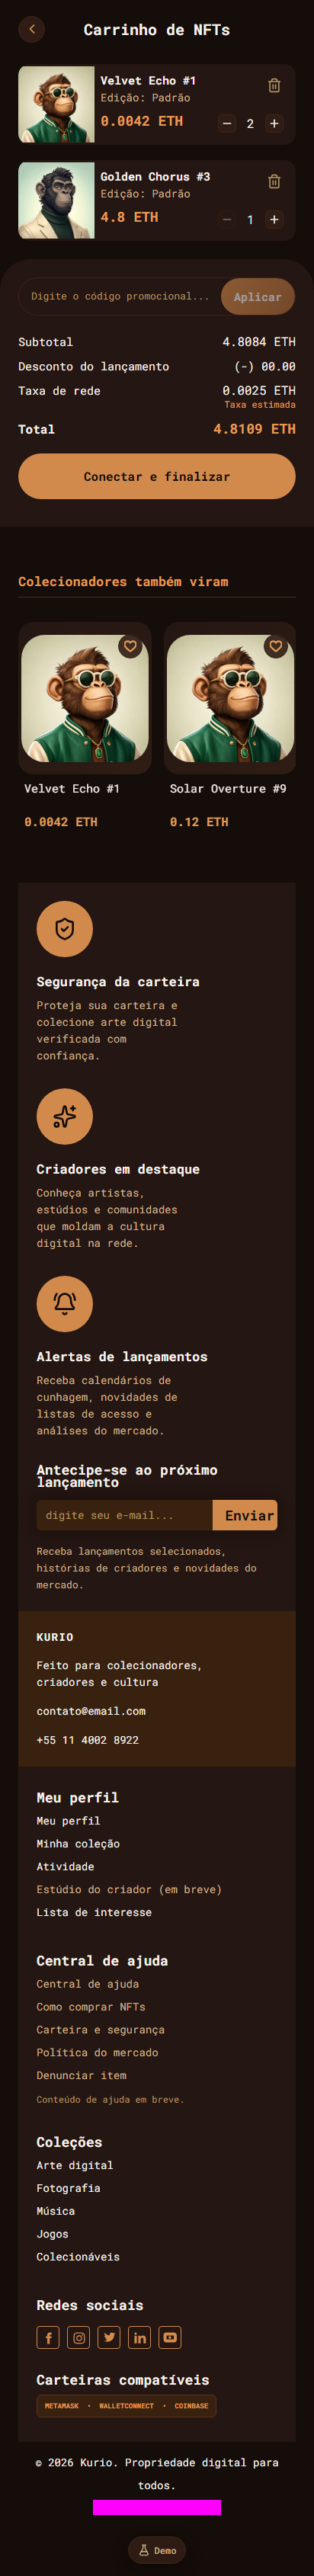 Carrinho de NFTs
Velvet Echo #1
Edição: Padrão
0.0042 ETH
2
Golden Chorus #3
Edição: Padrão
4.8 ETH
1
Digite o código promocional...
Aplicar
Subtotal
4.8084 ETH
Desconto do lançamento
(-) 00.00
Taxa de rede
0.0025 ETH
Taxa estimada
Total
4.8109 ETH
Conectar e finalizar
Colecionadores também viram
Velvet Echo #1
Solar Overture #9
0.0042 ETH
0.12 ETH
Segurança da carteira
Proteja sua carteira e
colecione arte digital
verificada com
confiança.
Criadores em destaque
Conheça artistas,
estúdios e comunidades
que moldam a cultura
digital na rede.
Alertas de lançamentos
Receba calendários de
cunhagem, novidades de
listas de acesso e
análises do mercado.
Antecipe-se ao próximo
lançamento
digite seu e-mail...
Enviar
Receba lançamentos selecionados,
histórias de criadores e novidades do
mercado.
KURIO
Feito para colecionadores,
criadores e cultura
contato@email.com
+55 11 4002 8922
Meu perfil
Meu perfil
Minha coleção
Atividade
Estúdio do criador (em breve)
Lista de interesse
Central de ajuda
Central de ajuda
Como comprar NFTs
Carteira e segurança
Política do mercado
Denunciar item
Conteúdo de ajuda em breve.
Coleções
Arte digital
Fotografia
Música
Jogos
Colecionáveis
Redes sociais
Carteiras compatíveis
METAMASK • WALLETCONNECT • COINBASE
© 2026 Kurio. Propriedade digital para
todos.
Demo